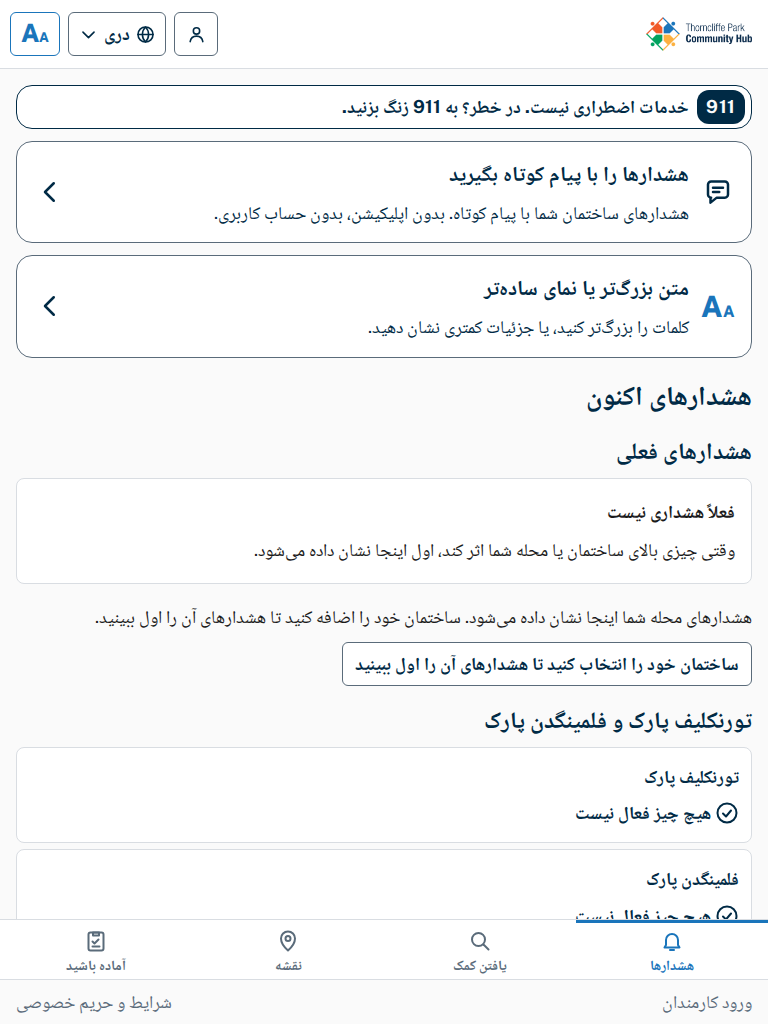 Thorncliffe Park
Community Hub
دری
AA
911 خدمات اضطراری نیست. در خطر؟ به 911 زنگ بزنید.
هشدارها را با پیام کوتاه بگیرید
هشدارهای ساختمان شما با پیام کوتاه. بدون اپلیکیشن، بدون حساب کاربری.
AA
متن بزرگ‌تر یا نمای ساده‌تر
کلمات را بزرگ‌تر کنید، یا جزئیات کمتری نشان دهید.
هشدارهای اکنون
هشدارهای فعلی
فعلاً هشداری نیست
وقتی چیزی بالای ساختمان یا محله شما اثر کند، اول اینجا نشان داده می‌شود.
هشدارهای محله شما اینجا نشان داده می‌شود. ساختمان خود را اضافه کنید تا هشدارهای آن را اول ببینید.
ساختمان خود را انتخاب کنید تا هشدارهای آن را اول ببینید
تورنکلیف پارک و فلمینگدن پارک
تورنکلیف پارک
هیچ چیز فعال نیست
فلمینگدن پارک
هیچ چیز فعال نیست
هشدارها
یافتن کمک
نقشه
آماده باشید
ورود کارمندان
شرایط و حریم خصوصی